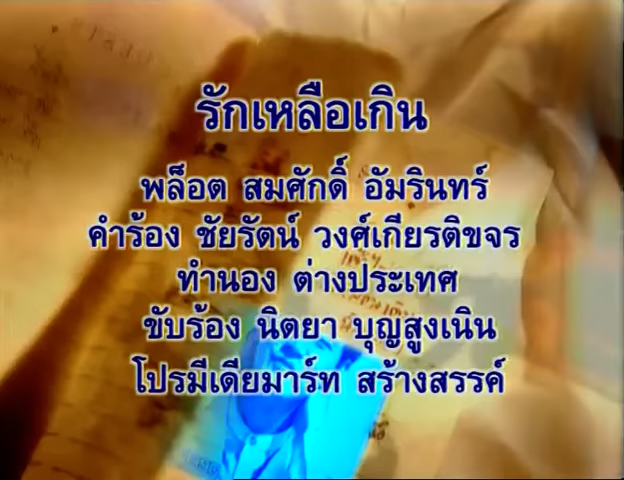 รักเหลือเกิน
พล็อต สมศักดิ์ อัมรินทร์
คำร้อง ชัยรัตน์ วงศ์เกียรติขจร
ทำนอง ต่างประเทศ
ขับร้อง นิตยา บุญสูงเนิน
โปรมีเดียมาร์ท สร้างสรรค์